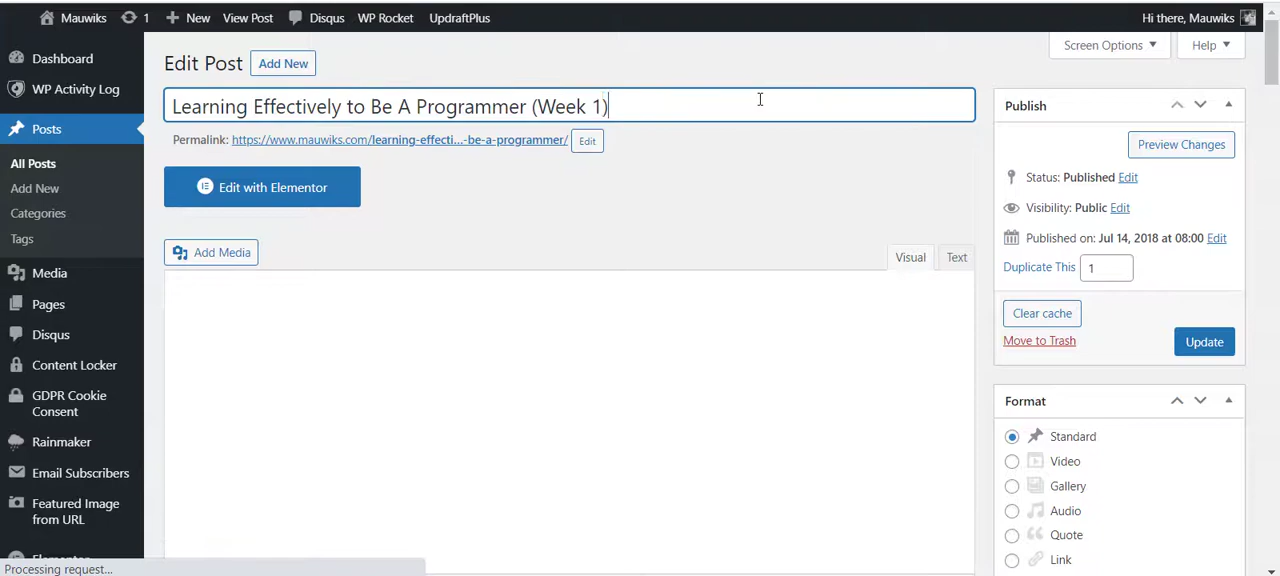 Mauwiks 1 New View Post Disqus WP Rocket UpdraftPlus Hi there, Mauwiks
Screen Options Help
Dashboard
WP Activity Log
Posts
All Posts
Add New
Categories
Tags
Media
Pages
Disqus
Content Locker
GDPR Cookie
Consent
Rainmaker
Email Subscribers
Featured Image
from URL
Elementor
Processing request...
Edit Post Add New
Learning Effectively to Be A Programmer (Week 1)
Permalink: https://www.mauwiks.com/learning-effecti...-be-a-programmer/ Edit
Edit with Elementor
Add Media
Visual Text
Publish
Preview Changes
Status: Published Edit
Visibility: Public Edit
Published on: Jul 14, 2018 at 08:00 Edit
Duplicate This 1
Clear cache
Move to Trash Update
Format
Standard
Video
Gallery
Audio
Quote
Link